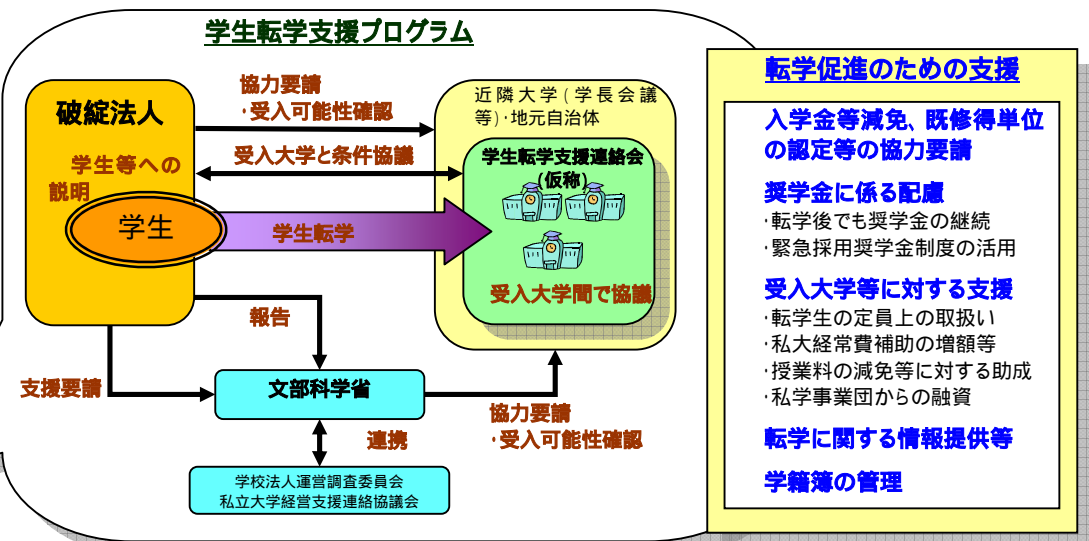 学生転学支援プログラム
破綻法人
学生等への
説明
学生
協力要請
・受入可能性確認
受入大学と条件協議
学生転学
近隣大学(学長会議
等)・地元自治体
学生転学支援連絡会
(仮称)
受入大学間で協議
報告
支援要請
文部科学省
協力要請
・受入可能性確認
連携
学校法人運営調査委員会
私立大学経営支援連絡協議会
転学促進のための支援
入学金等減免、既修得単位
の認定等の協力要請
奨学金に係る配慮
・転学後でも奨学金の継続
・緊急採用奨学金制度の活用
受入大学等に対する支援
・転学生の定員上の取扱い
・私大経常費補助の増額等
・授業料の減免等に対する助成
・私学事業団からの融資
転学に関する情報提供等
学籍簿の管理